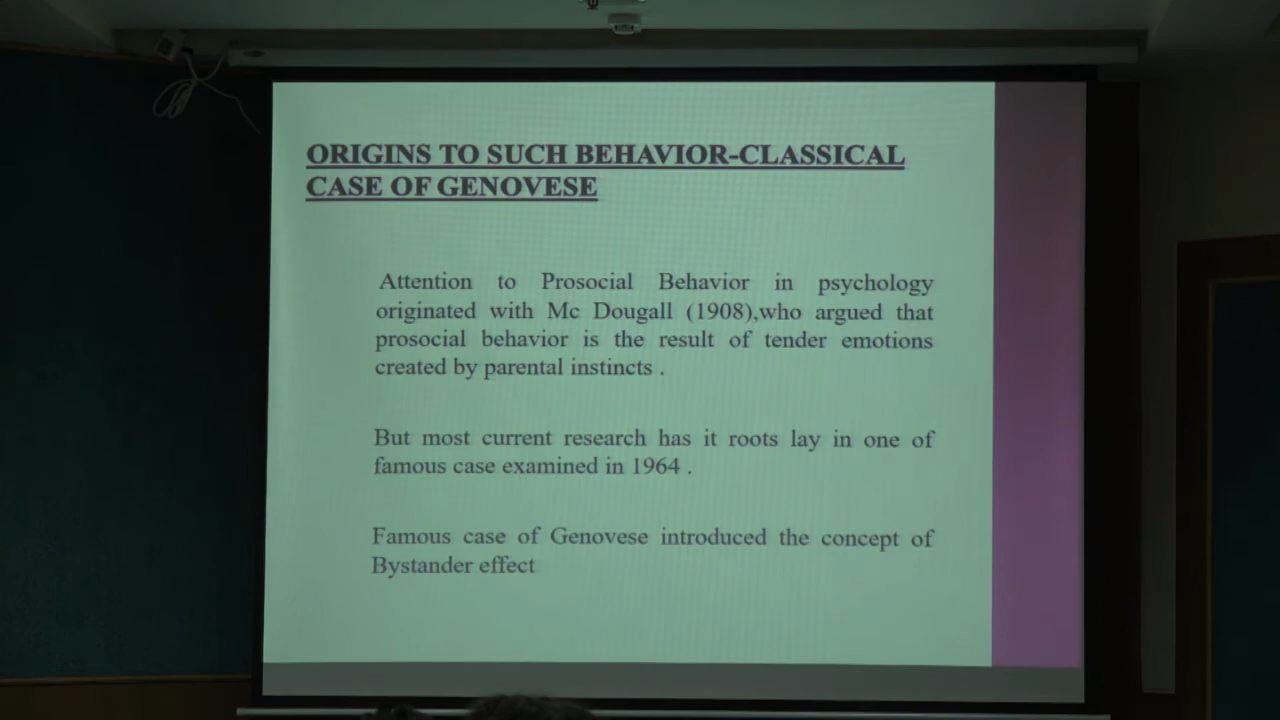 ORIGINS TO SUCH BEHAVIOR-CLASSICAL
CASE OF GENOVESE
Attention to Prosocial Behavior in psychology
originated with Mc Dougall (1908),who argued that
prosocial behavior is the result of tender emotions
created by parental instincts .
But most current research has it roots lay in one of
famous case examined in 1964 .
Famous case of Genovese introduced the concept of
Bystander effect